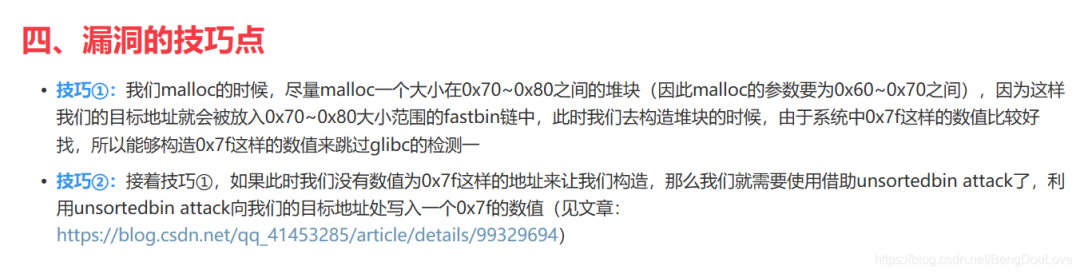 四、漏洞的技巧点
• 技巧①：我们malloc的时候，尽量malloc一个大小在0x70~0x80之间的堆块（因此malloc的参数要为0x60~0x70之间），因为这样
我们的目标地址就会被放入0x70~0x80大小范围的fastbin链中，此时我们去构造堆块的时候，由于系统中0x7f这样的数值比较好
找，所以能够构造0x7f这样的数值来跳过glibc的检测一
• 技巧②：接着技巧①，如果此时我们没有数值为0x7f这样的地址来让我们构造，那么我们就需要使用借助unsortedbin attack了，利
用unsortedbin attack向我们的目标地址处写入一个0x7f的数值（见文章：
https://blog.csdn.net/qq_41453285/article/details/99329694）
https://blog.csdn.net/BengDouLove